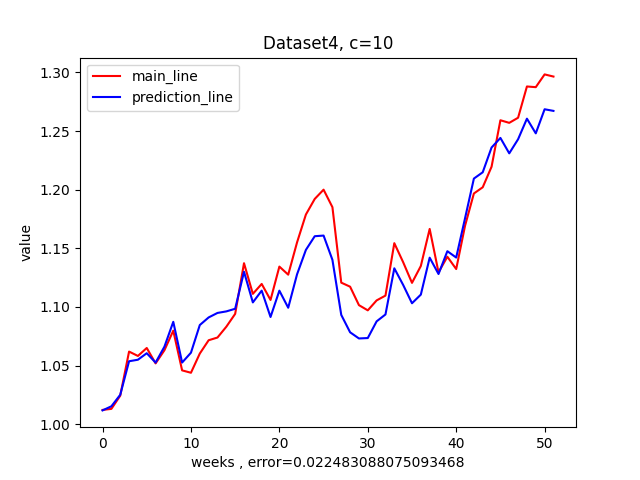 Dataset4, c=10
main_line
prediction_line
1.30
1.25
1.20
1.15
1.10
1.05
1.00
value
0 10 20 30 40 50
weeks , error=0.022483088075093468